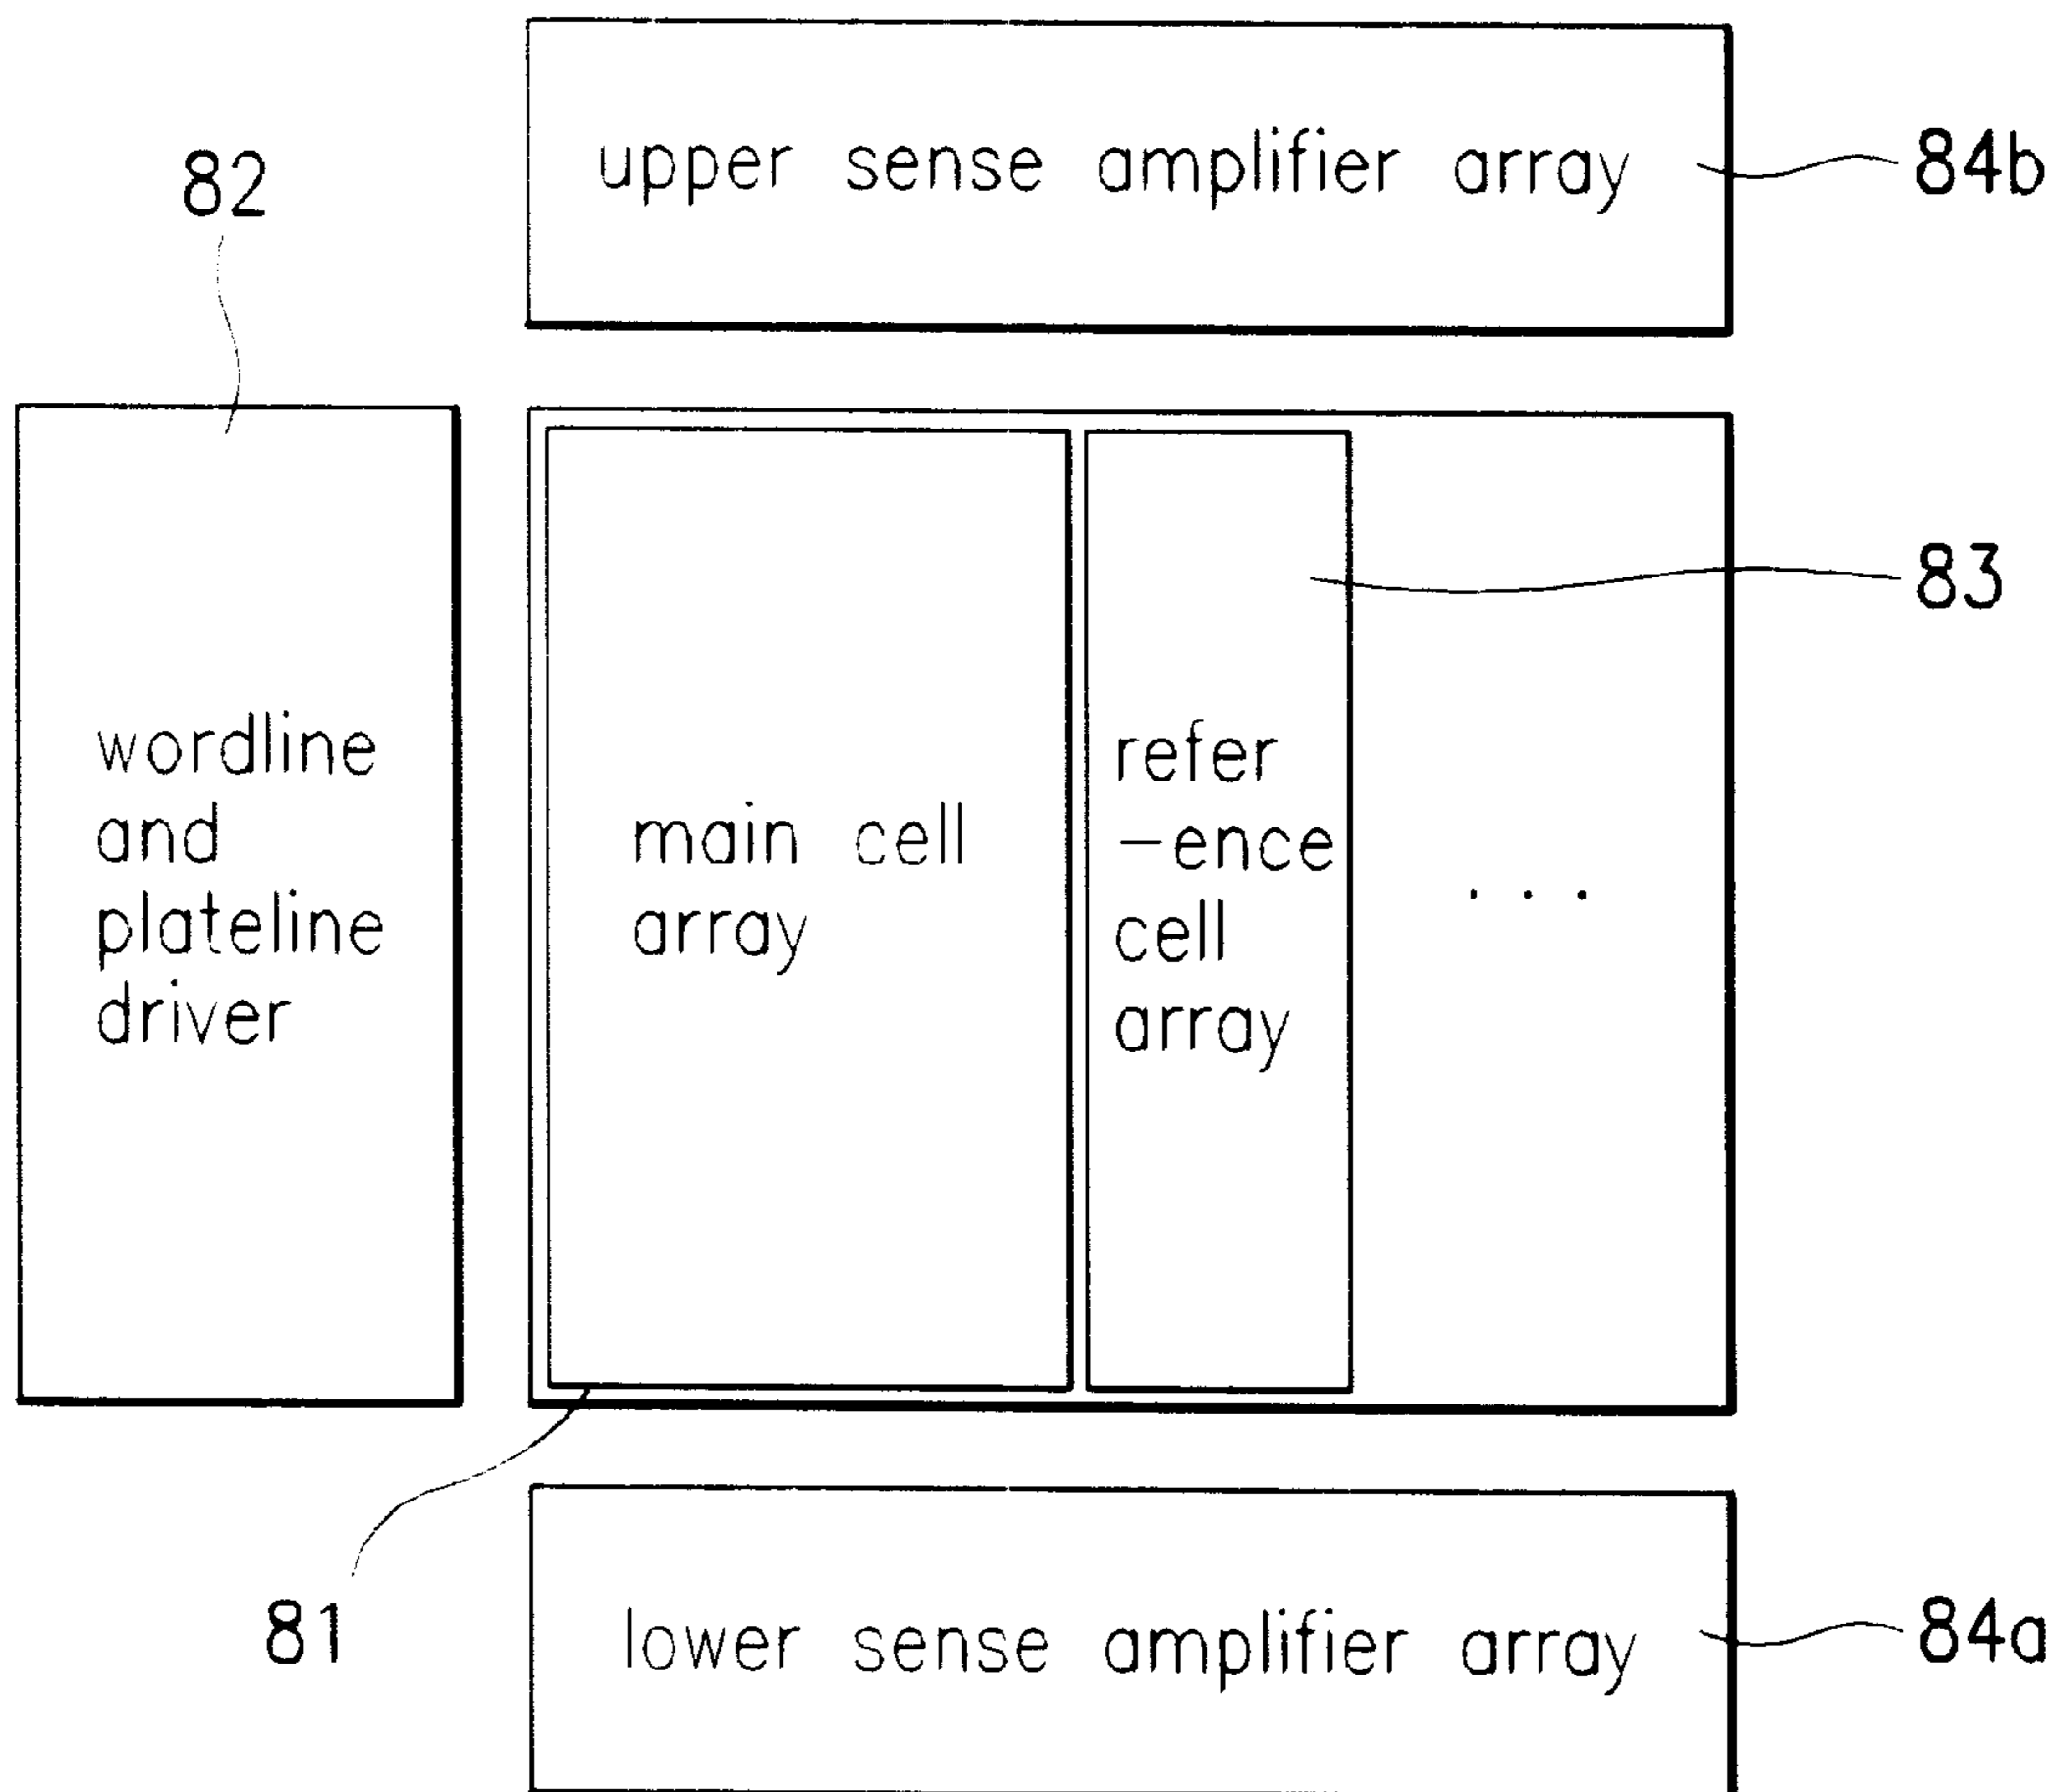 upper sense amplifier array
84b
82
83
wordline
and
plateline
driver
main cell
array
refer
-ence
cell
array
. . .
81
lower sense amplifier array
84a